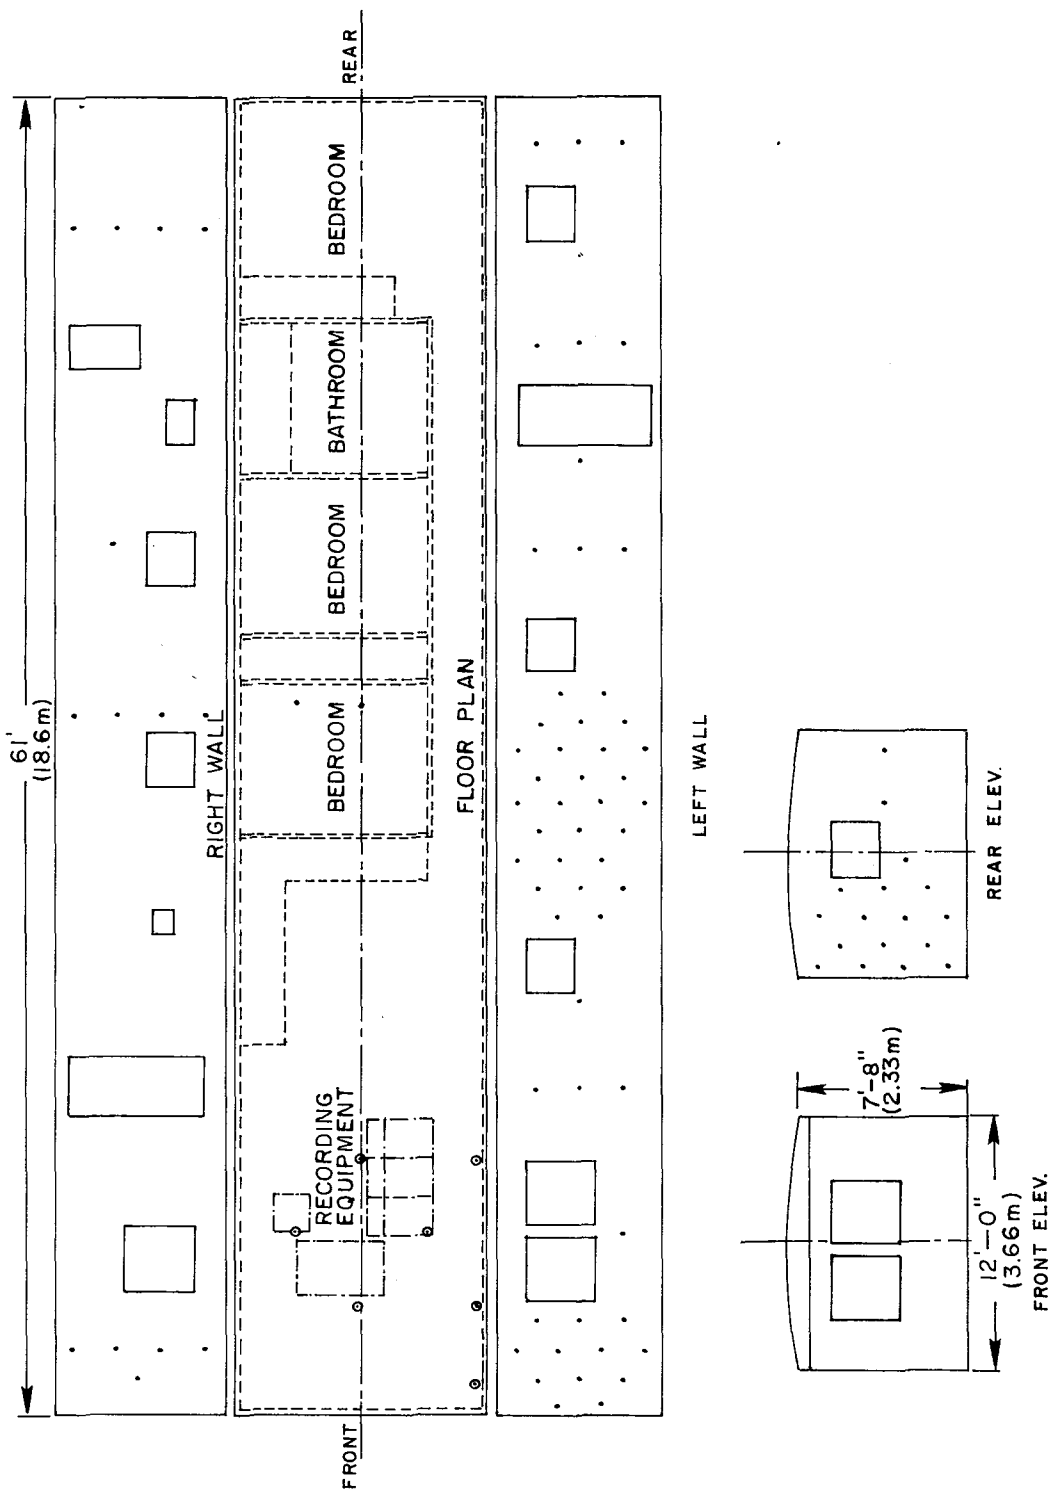 61'
(18.6m)
RIGHT WALL
FRONT
REAR
RECORDING
EQUIPMENT
BEDROOM
BEDROOM
BATHROOM
BEDROOM
FLOOR PLAN
LEFT WALL
7'-8"
(2.33m)
12'-0"
(3.66m)
FRONT ELEV.
REAR ELEV.